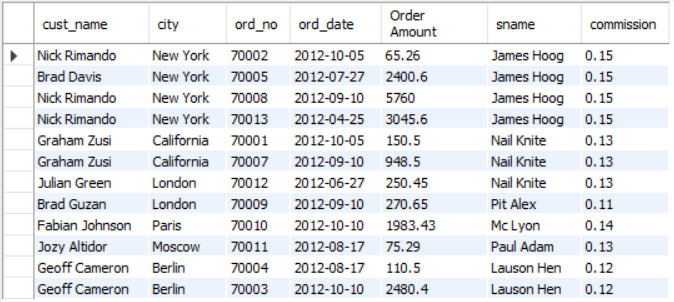 cust_name city ord_no ord_date Order Amount sname commission
Nick Rimando New York 70002 2012-10-05 65.26 James Hoog 0.15
Brad Davis New York 70005 2012-07-27 2400.6 James Hoog 0.15
Nick Rimando New York 70008 2012-09-10 5760 James Hoog 0.15
Nick Rimando New York 70013 2012-04-25 3045.6 James Hoog 0.15
Graham Zusi California 70001 2012-10-05 150.5 Nail Knite 0.13
Graham Zusi California 70007 2012-09-10 948.5 Nail Knite 0.13
Julian Green London 70012 2012-06-27 250.45 Nail Knite 0.13
Brad Guzan London 70009 2012-09-10 270.65 Pit Alex 0.11
Fabian Johnson Paris 70010 2012-10-10 1983.43 Mc Lyon 0.14
Jozy Altidor Moscow 70011 2012-08-17 75.29 Paul Adam 0.13
Geoff Cameron Berlin 70004 2012-08-17 110.5 Lauson Hen 0.12
Geoff Cameron Berlin 70003 2012-10-10 2480.4 Lauson Hen 0.12